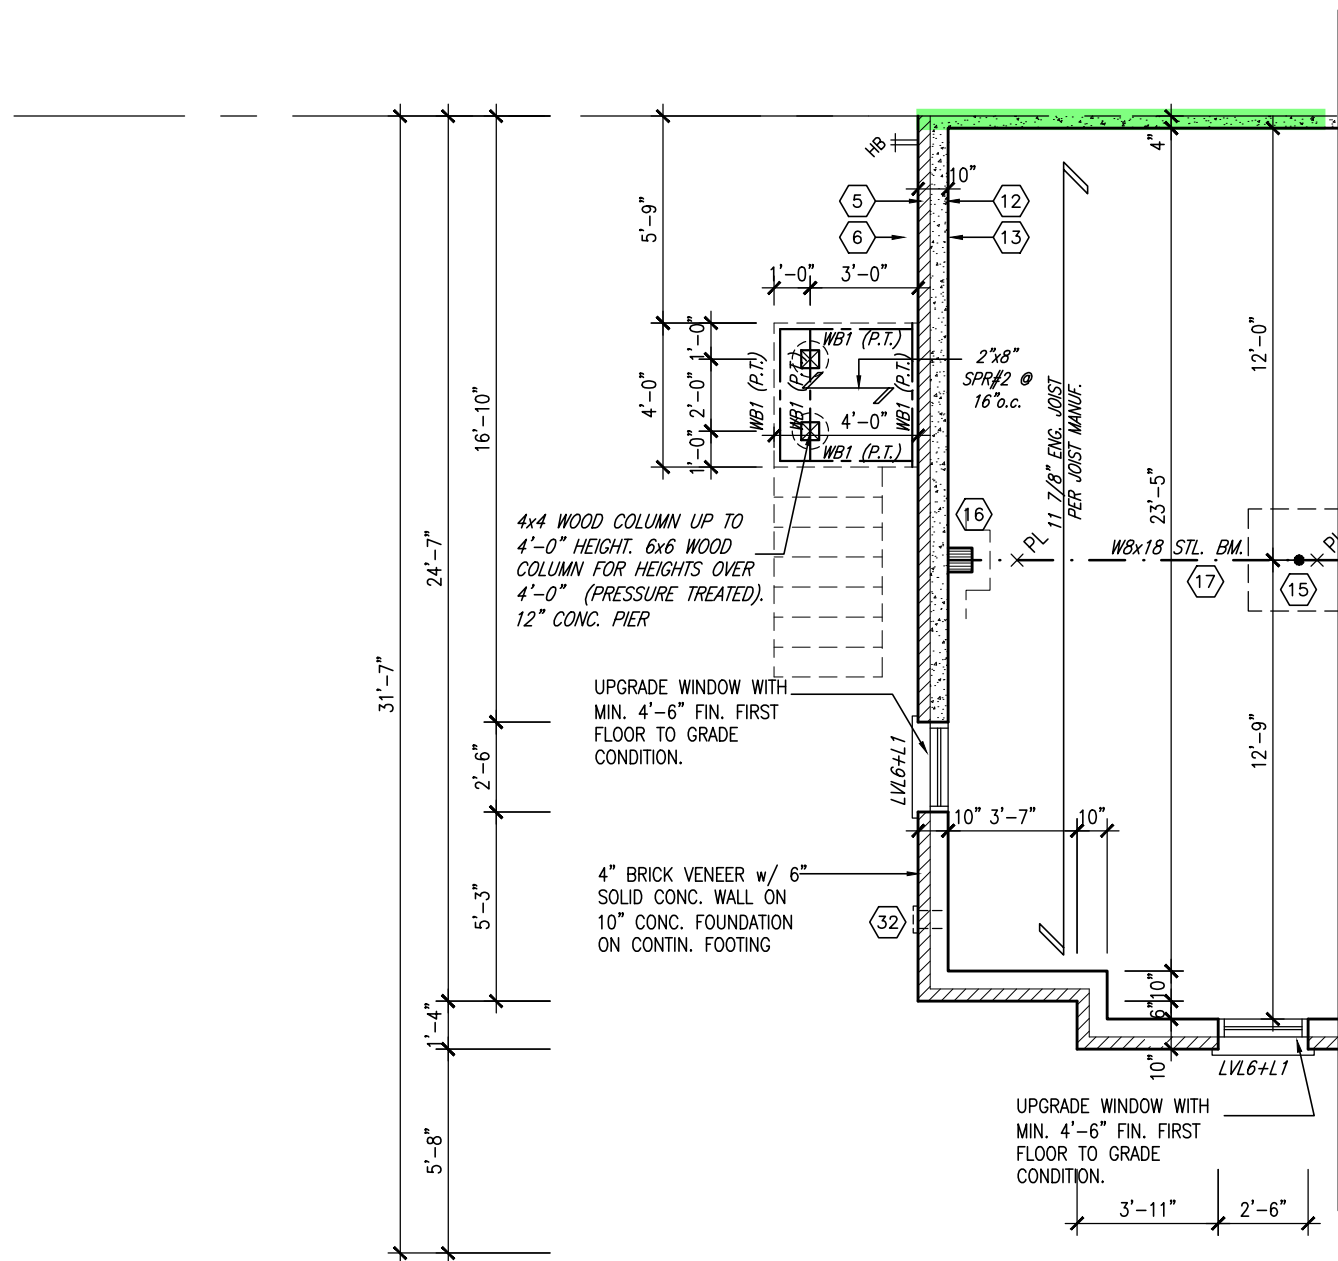 HB
4"
10"
5
12
6
13
5'-9"
1'-0"
3'-0"
12'-0"
1'-0"
WB1 (P.T.)
WB1 (P.T.)
WB1 (P.T.)
WB1 (P.T.)
2"x8"
SPR#2 @
16"o.c.
4'-0"
2'-0"
4'-0"
1'-0"
WB1 (P.T.)
16'-10"
11 7/8" ENG. JOIST
PER JOIST MANUF.
23'-5"
16
PL
W8x18 STL. BM.
17
15
4x4 WOOD COLUMN UP TO
4'-0" HEIGHT. 6x6 WOOD
COLUMN FOR HEIGHTS OVER
4'-0" (PRESSURE TREATED).
12" CONC. PIER
24'-7"
31'-7"
UPGRADE WINDOW WITH
MIN. 4'-6" FIN. FIRST
FLOOR TO GRADE
CONDITION.
2'-6"
LVL6+L1
12'-9"
10" 3'-7"
10"
4" BRICK VENEER w/ 6"
SOLID CONC. WALL ON
10" CONC. FOUNDATION
ON CONTIN. FOOTING
5'-3"
32
10"
6"
1'-4"
10"
LVL6+L1
UPGRADE WINDOW WITH
MIN. 4'-6" FIN. FIRST
FLOOR TO GRADE
CONDITION.
5'-8"
3'-11"
2'-6"